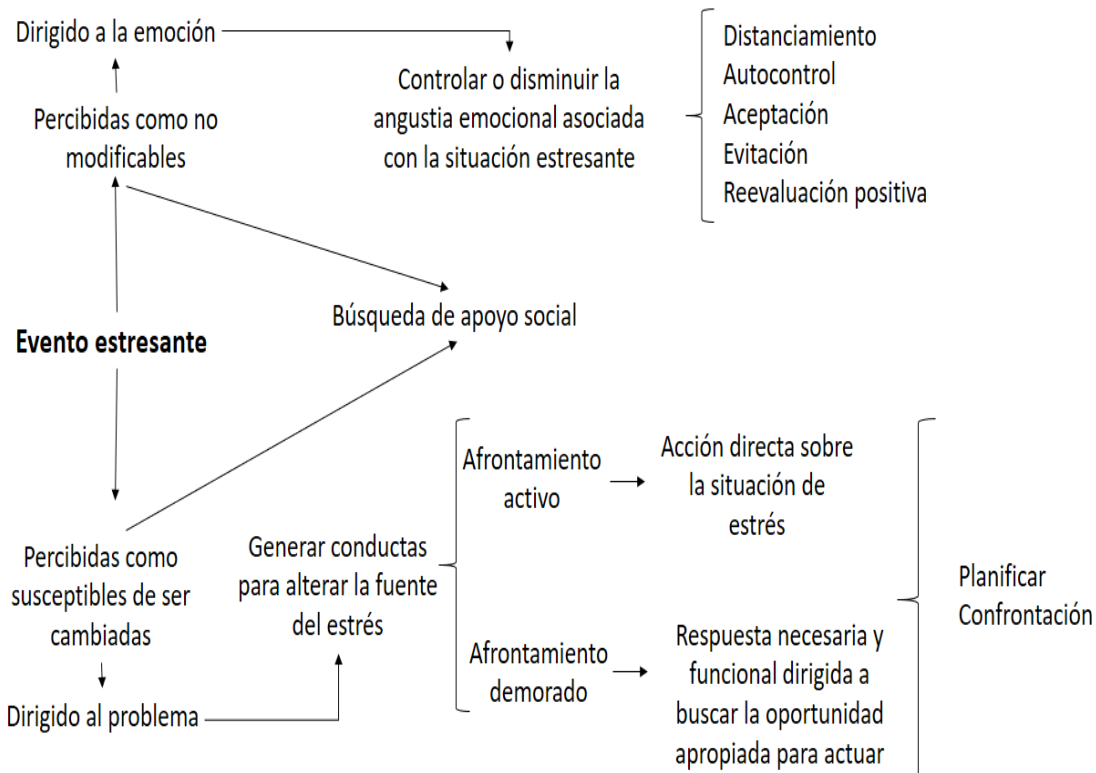 Dirigido a la emoción
Controlar o disminuir la
angustia emocional asociada
con la situación estresante
Distanciamiento
Autocontrol
Aceptación
Evitación
Reevaluación positiva
Percibidas como no
modificables
Búsqueda de apoyo social
Evento estresante
Percibidas como
susceptibles de ser
cambiadas
Dirigido al problema
Generar conductas
para alterar la fuente
del estrés
Afrontamiento
activo
Acción directa sobre
la situación de
estrés
Afrontamiento
demorado
Respuesta necesaria y
funcional dirigida a
buscar la oportunidad
apropiada para actuar
Planificar
Confrontación